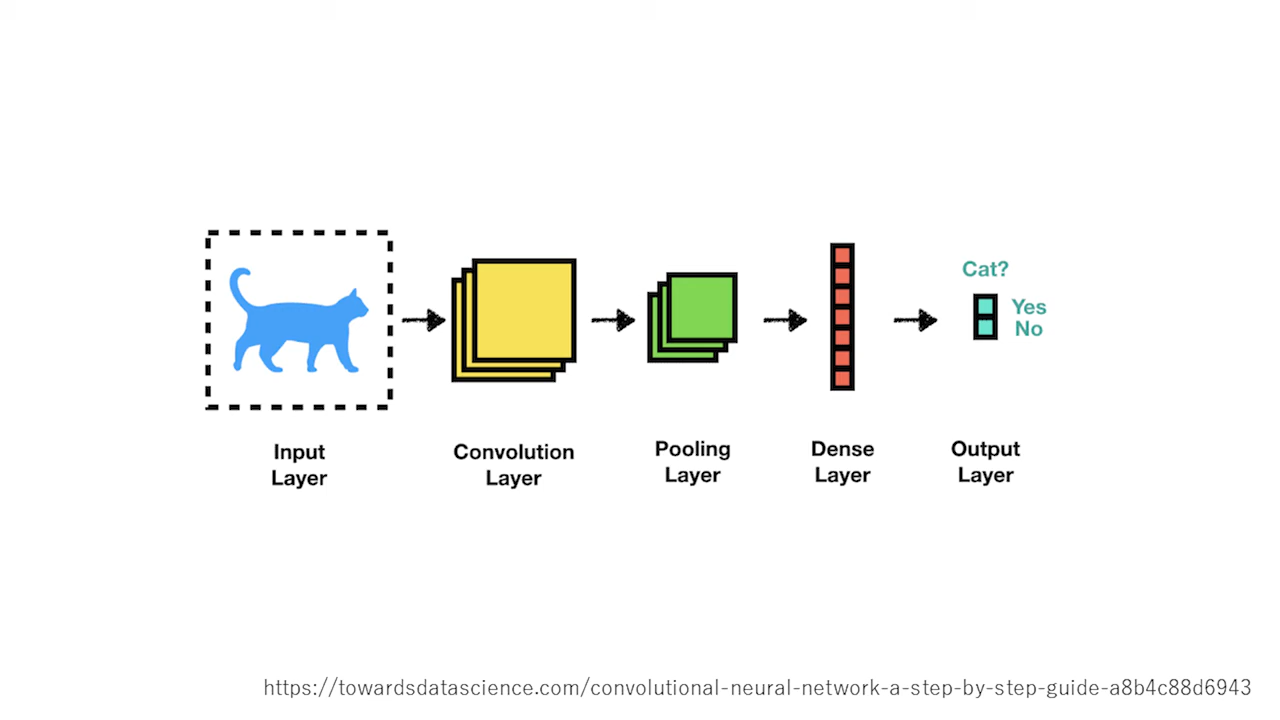 Cat?
Yes
No
Input
Layer
Convolution
Layer
Pooling
Layer
Dense
Layer
Output
Layer
https://towardsdatascience.com/convolutional-neural-network-a-step-by-step-guide-a8b4c88d6943